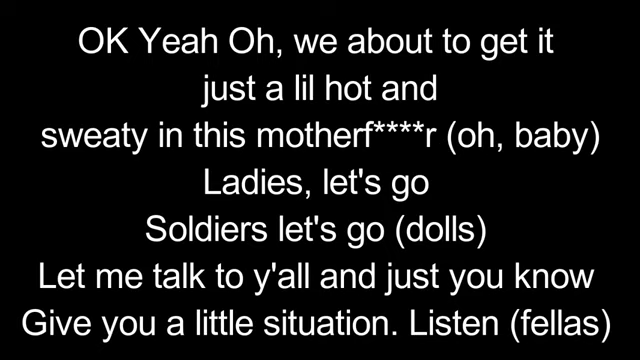 OK Yeah Oh, we about to get it
just a lil hot and
sweaty in this motherf****r (oh, baby)
Ladies, let's go
Soldiers let's go (dolls)
Let me talk to y'all and just you know
Give you a little situation. Listen (fellas)